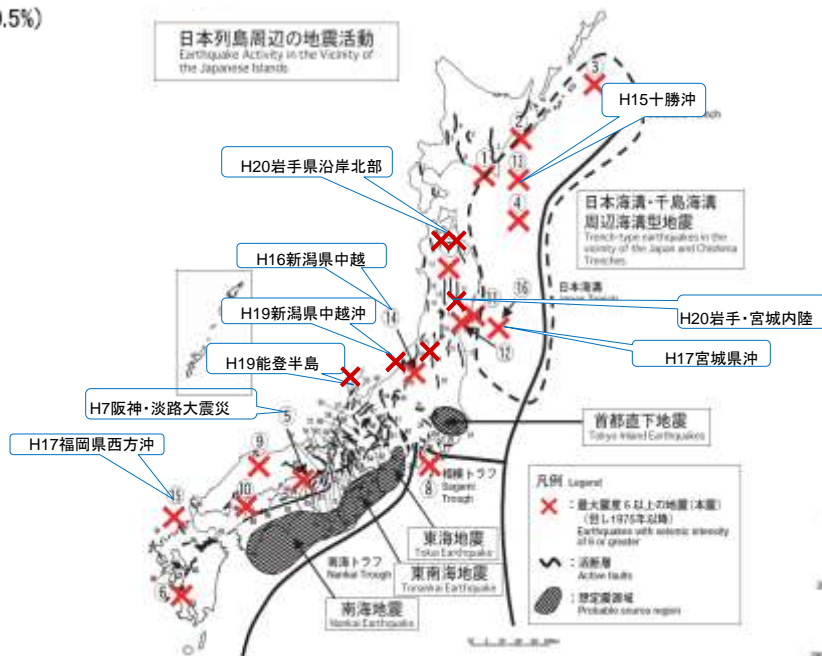 0.5%)
日本列島周辺の地震活動
Earthquake Activity in the Vicinity of
the Japanese Islands
③
H15十勝沖
②
①
⑬
H20岩手県沿岸北部
④
日本海溝・千島海溝
周辺海溝型地震
Trench-type earthquakes in the
vicinity of the Japan and Chishima
Trenches
H16新潟県中越
日本海溝
⑯
⑪
⑭
H19新潟県中越沖
H20岩手・宮城内陸
⑫
H17宮城県沖
H19能登半島
H7阪神・淡路大震災
⑤
首都直下地震
Tokyo Inland Earthquakes
H17福岡県西方沖
⑨
相模トラフ
Sagami
Trough
⑧
⑩
⑮
凡例 Legend
:最大震度6以上の地震(本震)
(但し1975年以降)
Earthquakes with seismic intensity
of 6 or greater
東海地震
Tokai Earthquake
南海トラフ
Nankai Trough
東南海地震
Tonankai Earthquake
:活断層
Active faults
⑥
南海地震
Nankai Earthquake
:想定震源域
Probable source region